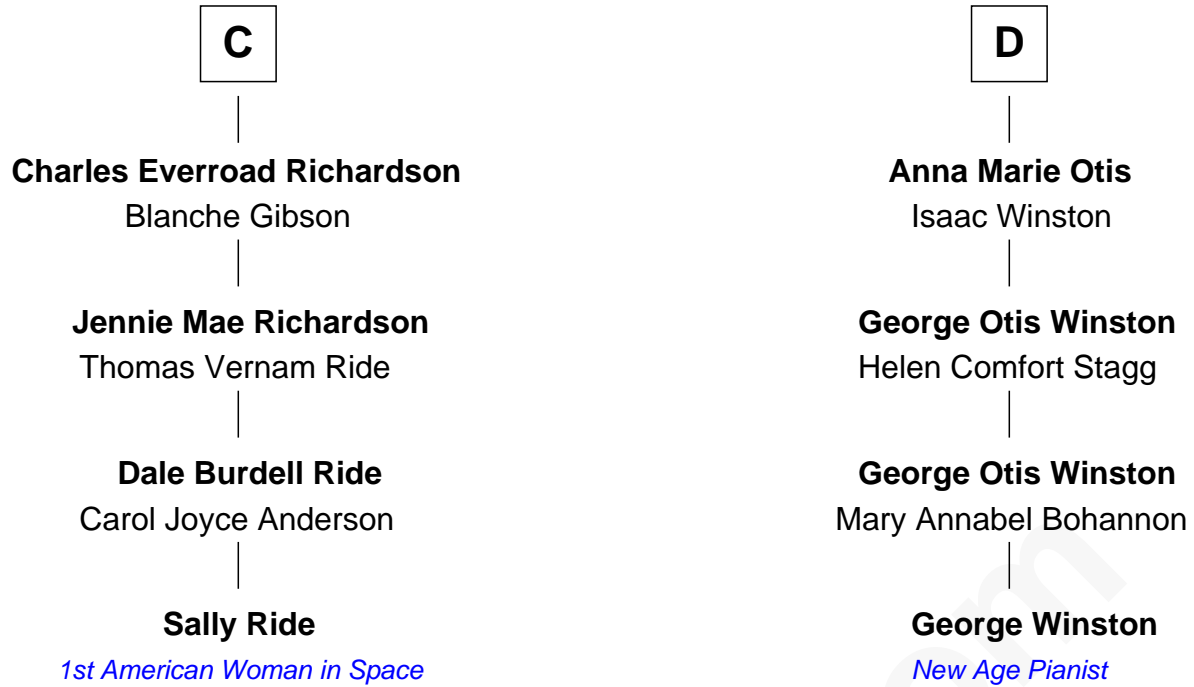 C
Charles Everroad Richardson
Blanche Gibson
Jennie Mae Richardson
Thomas Vernam Ride
Dale Burdell Ride
Carol Joyce Anderson
Sally Ride
1st American Woman in Space
D
Anna Marie Otis
Isaac Winston
George Otis Winston
Helen Comfort Stagg
George Otis Winston
Mary Annabel Bohannon
George Winston
New Age Pianist